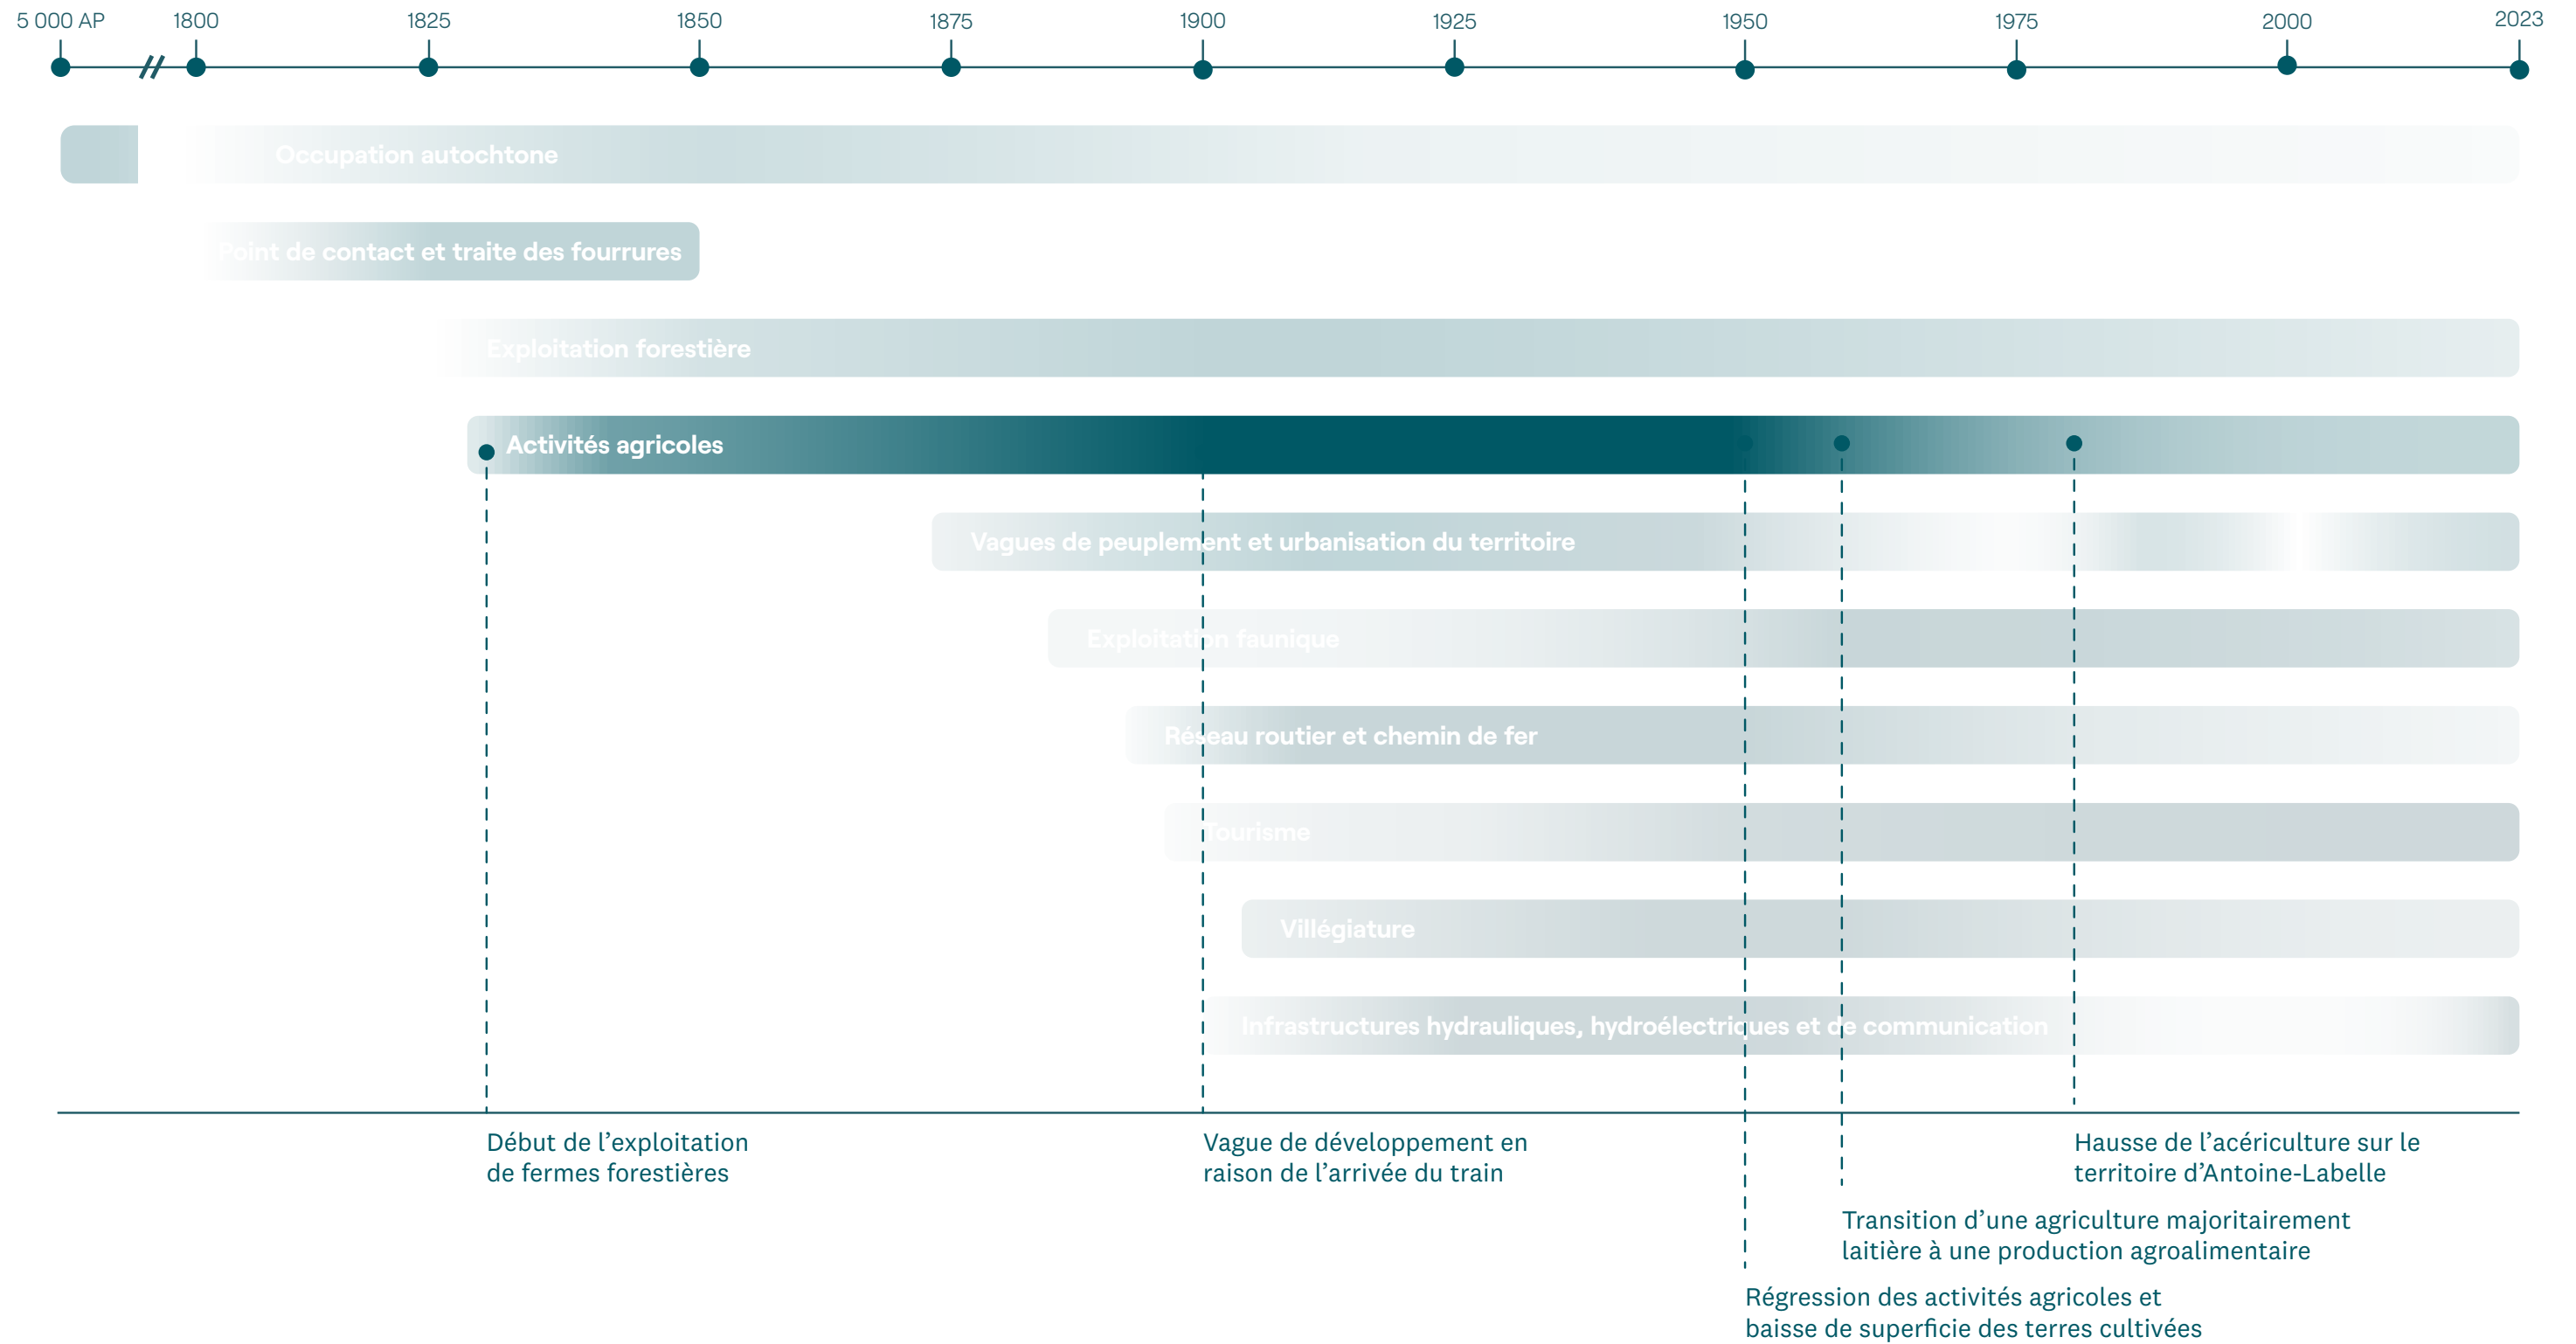 5 000 AP 1800 1825 1850 1875 1900 1925 1950 1975 2000 2023
Occupation autochtone
Point de contact et traite des fourrures
Exploitation forestière
Activités agricoles
Vagues de peuplement et urbanisation du territoire
Exploitation faunique
Réseau routier et chemin de fer
Tourisme
Villégiature
Infrastructures hydrauliques, hydroélectriques et de communication
Début de l’exploitation
de fermes forestières
Vague de développement en
raison de l’arrivée du train
Hausse de l’acériculture sur le
territoire d’Antoine-Labelle
Transition d’une agriculture majoritairement
laitière à une production agroalimentaire
Régression des activités agricoles et
baisse de superficie des terres cultivées